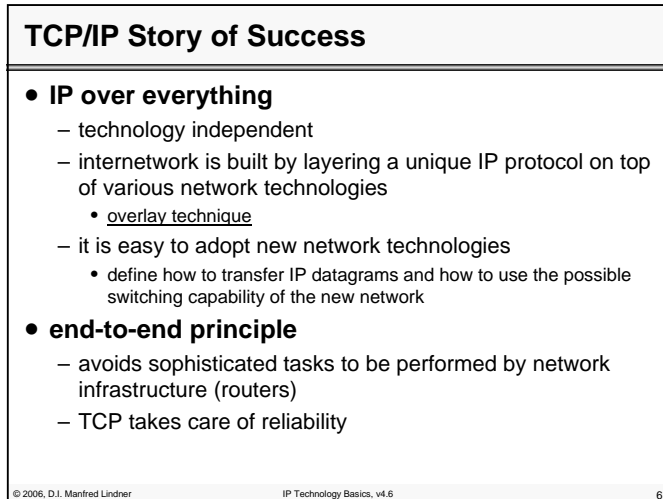 TCP/IP Story of Success
• IP over everything
– technology independent
– internetwork is built by layering a unique IP protocol on top
of various network technologies
• overlay technique
– it is easy to adopt new network technologies
• define how to transfer IP datagrams and how to use the possible
switching capability of the new network
• end-to-end principle
– avoids sophisticated tasks to be performed by network
infrastructure (routers)
– TCP takes care of reliability
© 2006, D.I. Manfred Lindner
IP Technology Basics, v4.6
6